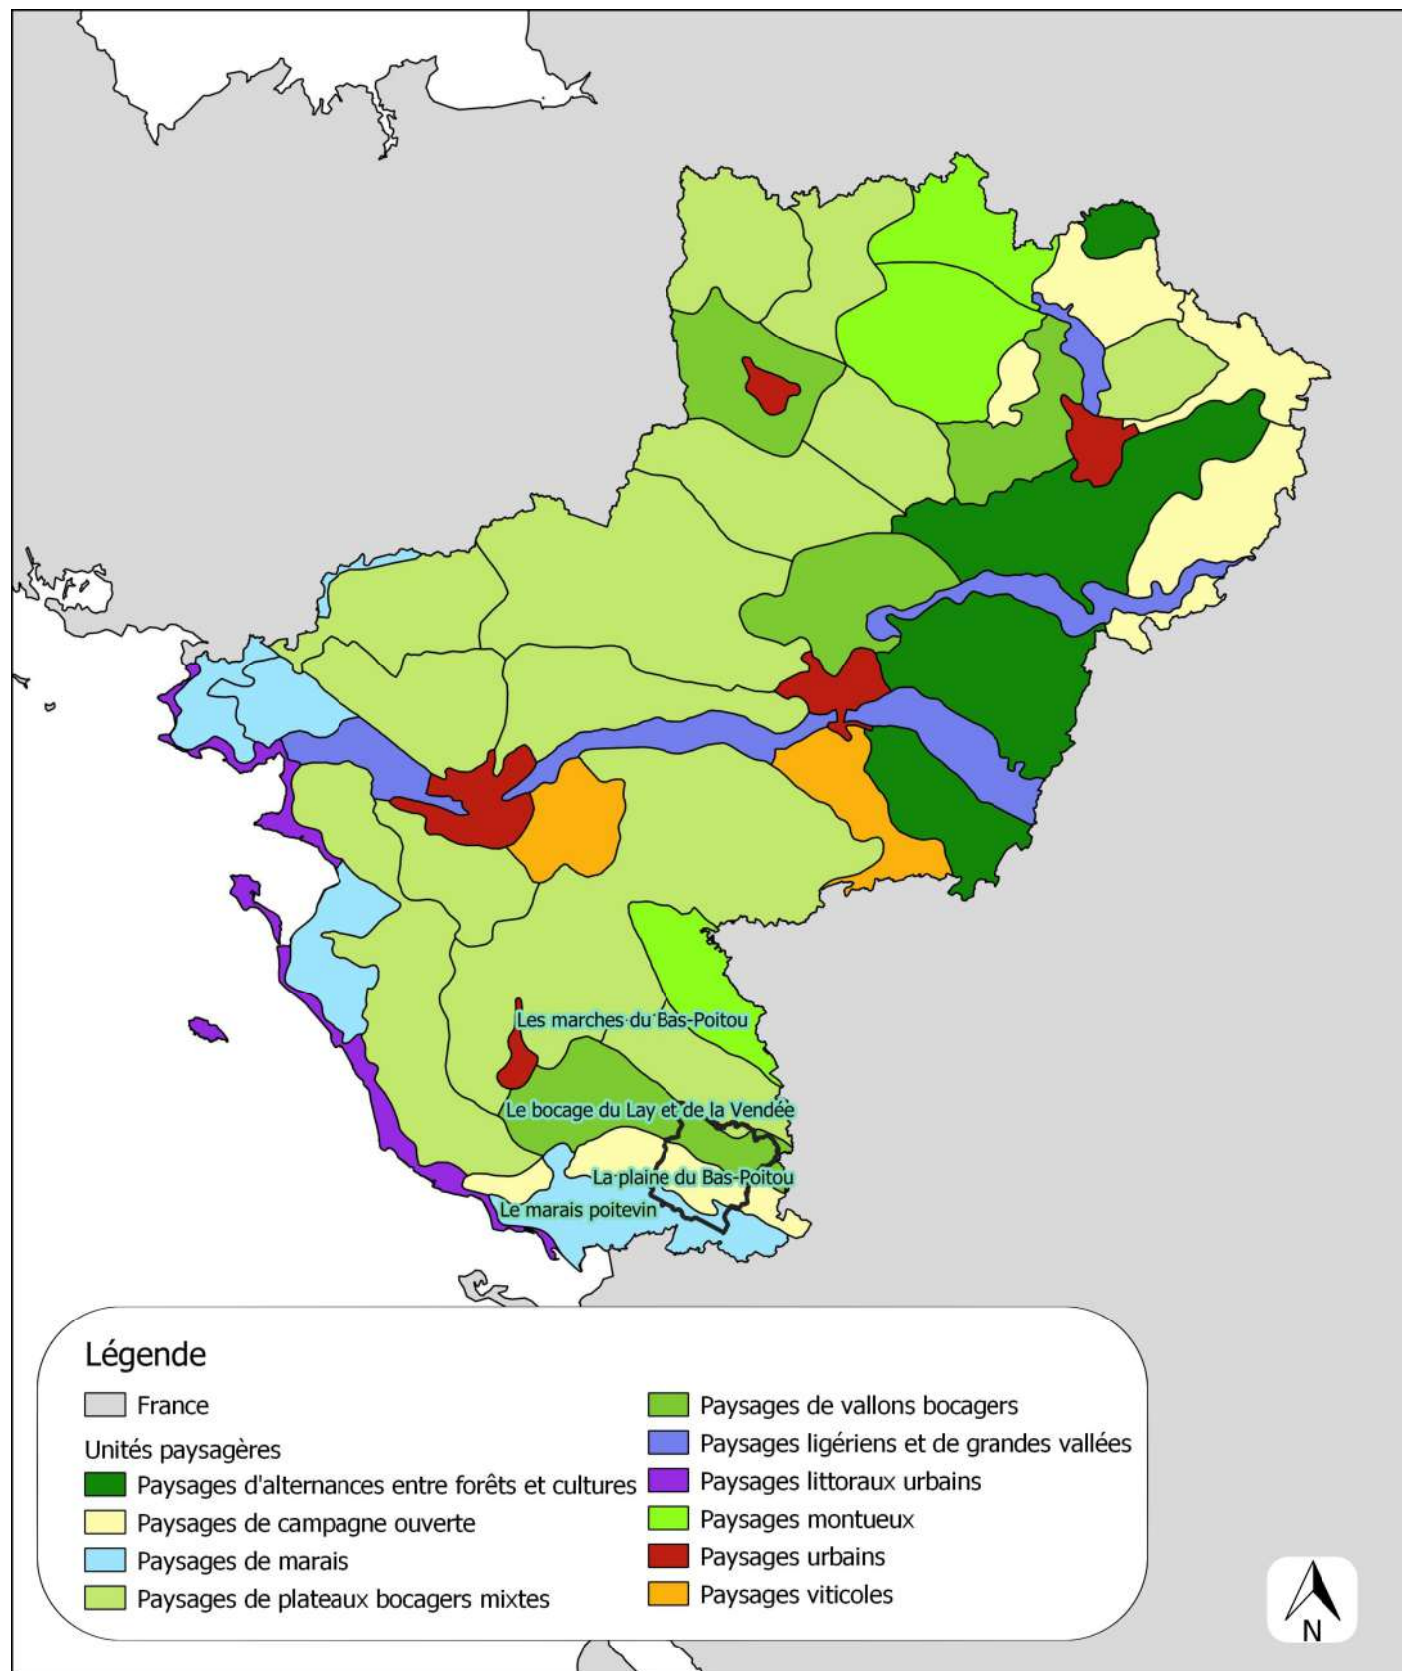 Les marches du Bas-Poitou
Le bocage du Lay et de la Vendée
La plaine du Bas-Poitou
Le marais poitevin
Légende
France
Unités paysagères
Paysages d'alternances entre forêts et cultures
Paysages de campagne ouverte
Paysages de marais
Paysages de plateaux bocagers mixtes
Paysages de vallons bocagers
Paysages ligériens et de grandes vallées
Paysages littoraux urbains
Paysages montueux
Paysages urbains
Paysages viticoles
N